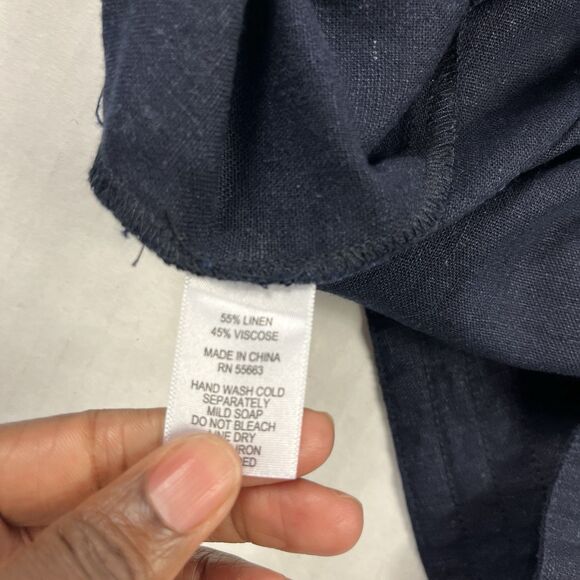 55% LINEN
45% VISCOSE
MADE IN CHINA
RN 55663
HAND WASH COLD
SEPARATELY
MILD SOAP
DO NOT BLEACH
LINE DRY